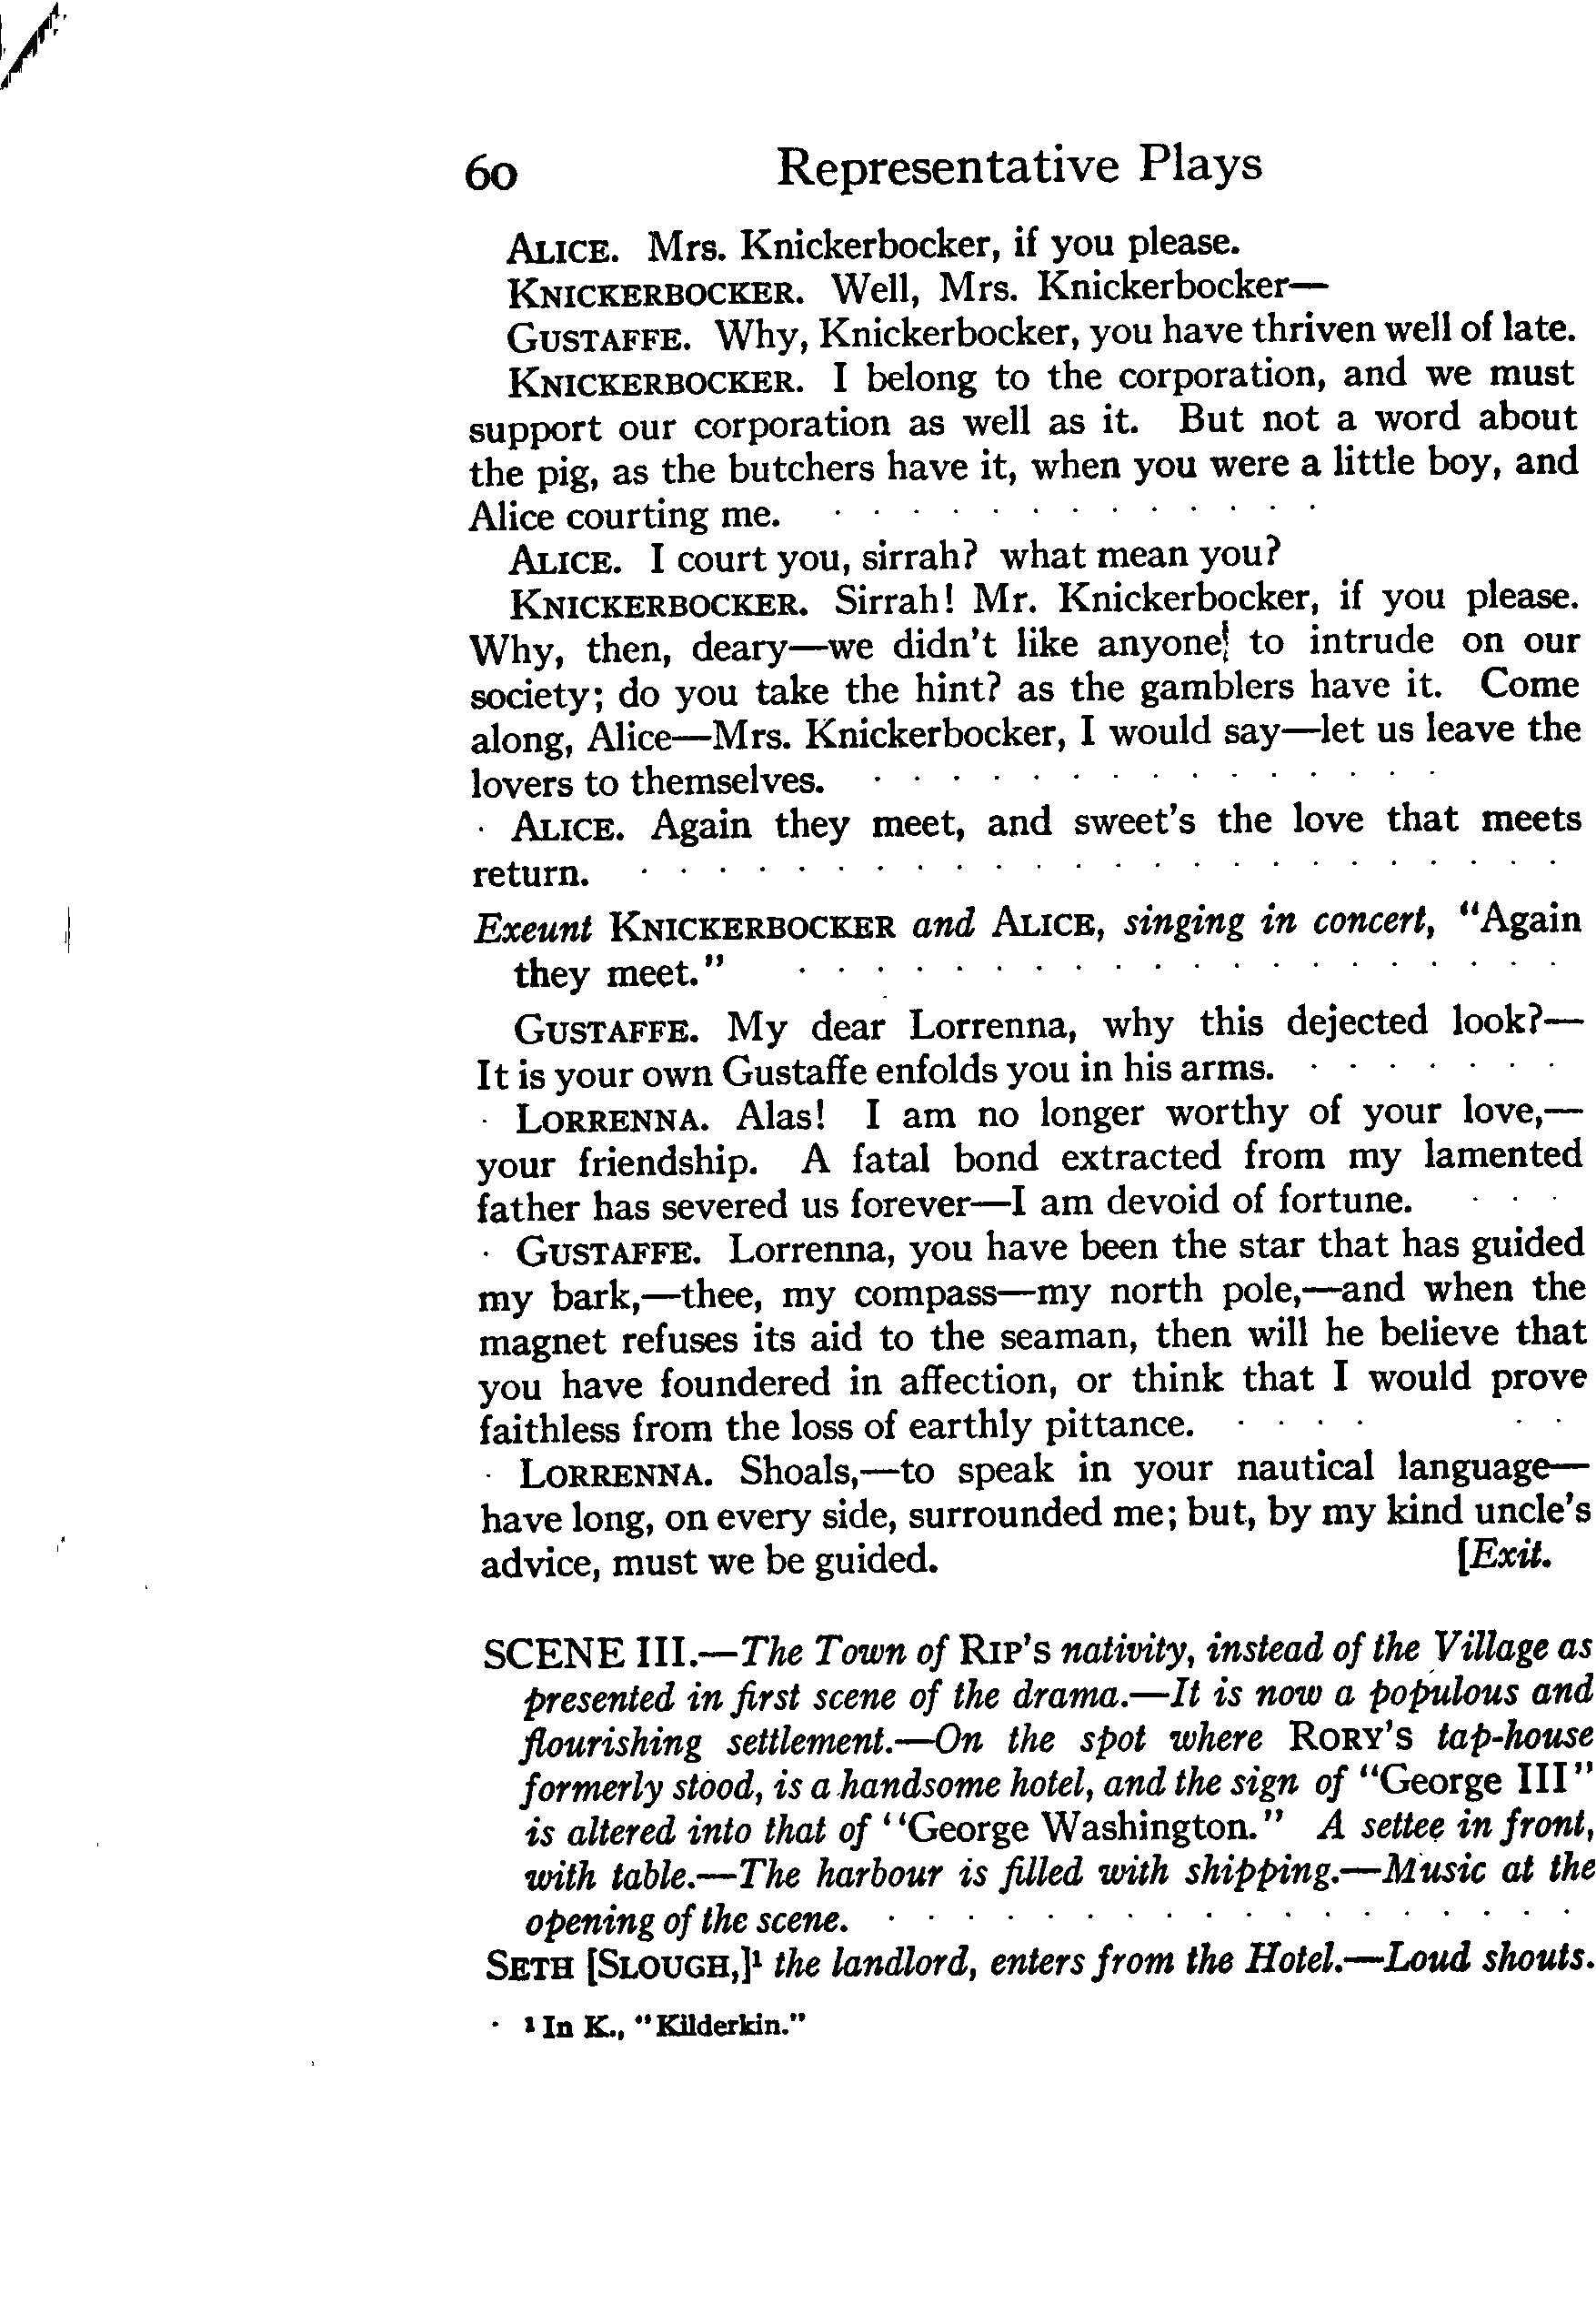 60 Representative Plays
ALICE. Mrs. Knickerbocker, if you please.
KNICKERBOCKER. Well, Mrs. Knickerbocker—
GUSTAFFE. Why, Knickerbocker, you have thriven well of late.
KNICKERBOCKER. I belong to the corporation, and we must
support our corporation as well as it. But not a word about
the pig, as the butchers have it, when you were a little boy, and
Alice courting me.
ALICE. I court you, sirrah? what mean you?
KNICKERBOCKER. Sirrah! Mr. Knickerbocker, if you please.
Why, then, deary—we didn't like anyone to intrude on our
society; do you take the hint? as the gamblers have it. Come
along, Alice—Mrs. Knickerbocker, I would say—let us leave the
lovers to themselves.
ALICE. Again they meet, and sweet's the love that meets
return.
Exeunt KNICKERBOCKER and ALICE, singing in concert, "Again
they meet."
GUSTAFFE. My dear Lorrenna, why this dejected look?—
It is your own Gustaffe enfolds you in his arms.
LORRENNA. Alas! I am no longer worthy of your love,—
your friendship. A fatal bond extracted from my lamented
father has severed us forever—I am devoid of fortune.
GUSTAFFE. Lorrenna, you have been the star that has guided
my bark,—thee, my compass—my north pole,—and when the
magnet refuses its aid to the seaman, then will he believe that
you have foundered in affection, or think that I would prove
faithless from the loss of earthly pittance.
LORRENNA. Shoals,—to speak in your nautical language—
have long, on every side, surrounded me; but, by my kind uncle's
advice, must we be guided. [Exit.
SCENE III.—The Town of RIP'S nativity, instead of the Village as
presented in first scene of the drama.—It is now a populous and
flourishing settlement.—On the spot where RORY'S tap-house
formerly stood, is a handsome hotel, and the sign of "George III"
is altered into that of "George Washington." A settee in front,
with table.—The harbour is filled with shipping.—Music at the
opening of the scene.
SETH [SLOUGH,]¹ the landlord, enters from the Hotel.—Loud shouts.
¹ In K., "Kilderkin."